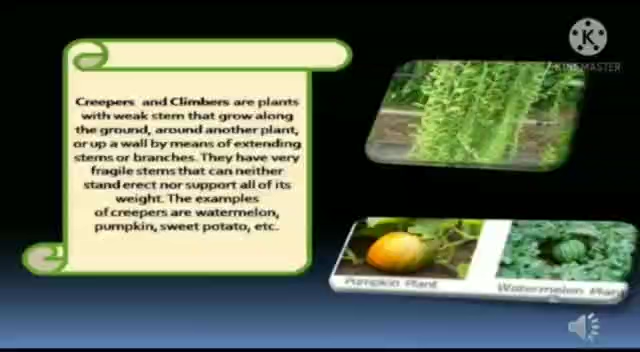 KINEMASTER
Creepers and Climbers are plants
with weak stem that grow along
the ground, around another plant,
or up a wall by means of extending
stems or branches. They have very
fragile stems that can neither
stand erect nor support all of its
weight. The examples
of creepers are watermelon,
pumpkin, sweet potato, etc.
Pumpkin Plant
Watermelon Plant